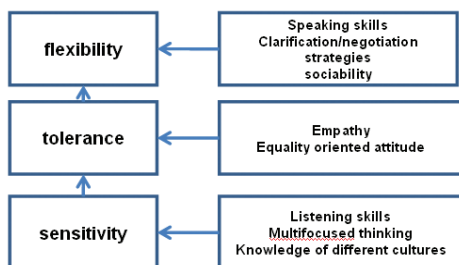 flexibility
Speaking skills
Clarification/negotiation
strategies
sociability
tolerance
Empathy
Equality oriented attitude
sensitivity
Listening skills
Multifocused thinking
Knowledge of different cultures